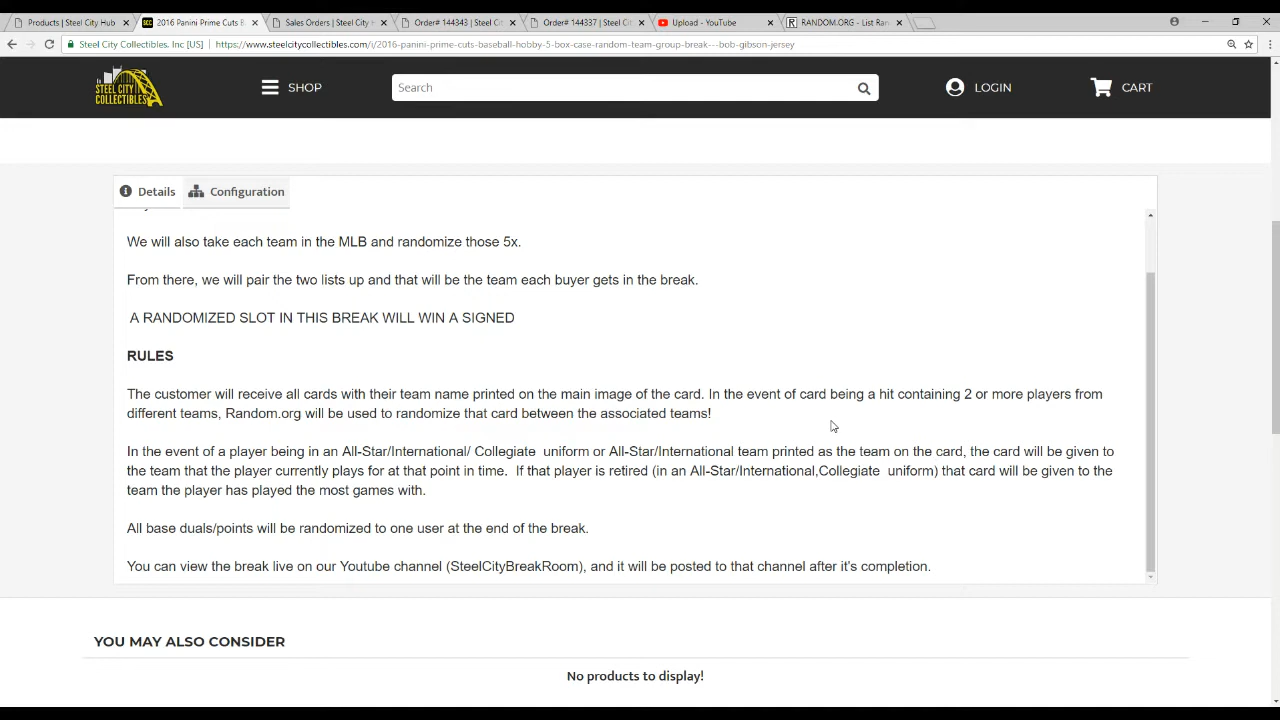 Products | Steel City Hub
2016 Panini Prime Cuts B
Sales Orders | Steel City H
Order# 144343 | Steel Cit
Order# 144337 | Steel Cit
Upload - YouTube
RANDOM.ORG - List Ran
Steel City Collectibles, Inc [US]
https://www.steelcitycollectibles.com/i/2016-panini-prime-cuts-baseball-hobby-5-box-case-random-team-group-break---bob-gibson-jersey
STEEL CITY
COLLECTIBLES
SHOP
Search
LOGIN
CART
Details
Configuration
We will also take each team in the MLB and randomize those 5x.
From there, we will pair the two lists up and that will be the team each buyer gets in the break.
A RANDOMIZED SLOT IN THIS BREAK WILL WIN A SIGNED
RULES
The customer will receive all cards with their team name printed on the main image of the card. In the event of card being a hit containing 2 or more players from
different teams, Random.org will be used to randomize that card between the associated teams!
In the event of a player being in an All-Star/International/ Collegiate  uniform or All-Star/International team printed as the team on the card, the card will be given to
the team that the player currently plays for at that point in time.  If that player is retired (in an All-Star/International,Collegiate  uniform) that card will be given to the
team the player has played the most games with.
All base duals/points will be randomized to one user at the end of the break.
You can view the break live on our Youtube channel (SteelCityBreakRoom), and it will be posted to that channel after it's completion.
YOU MAY ALSO CONSIDER
No products to display!